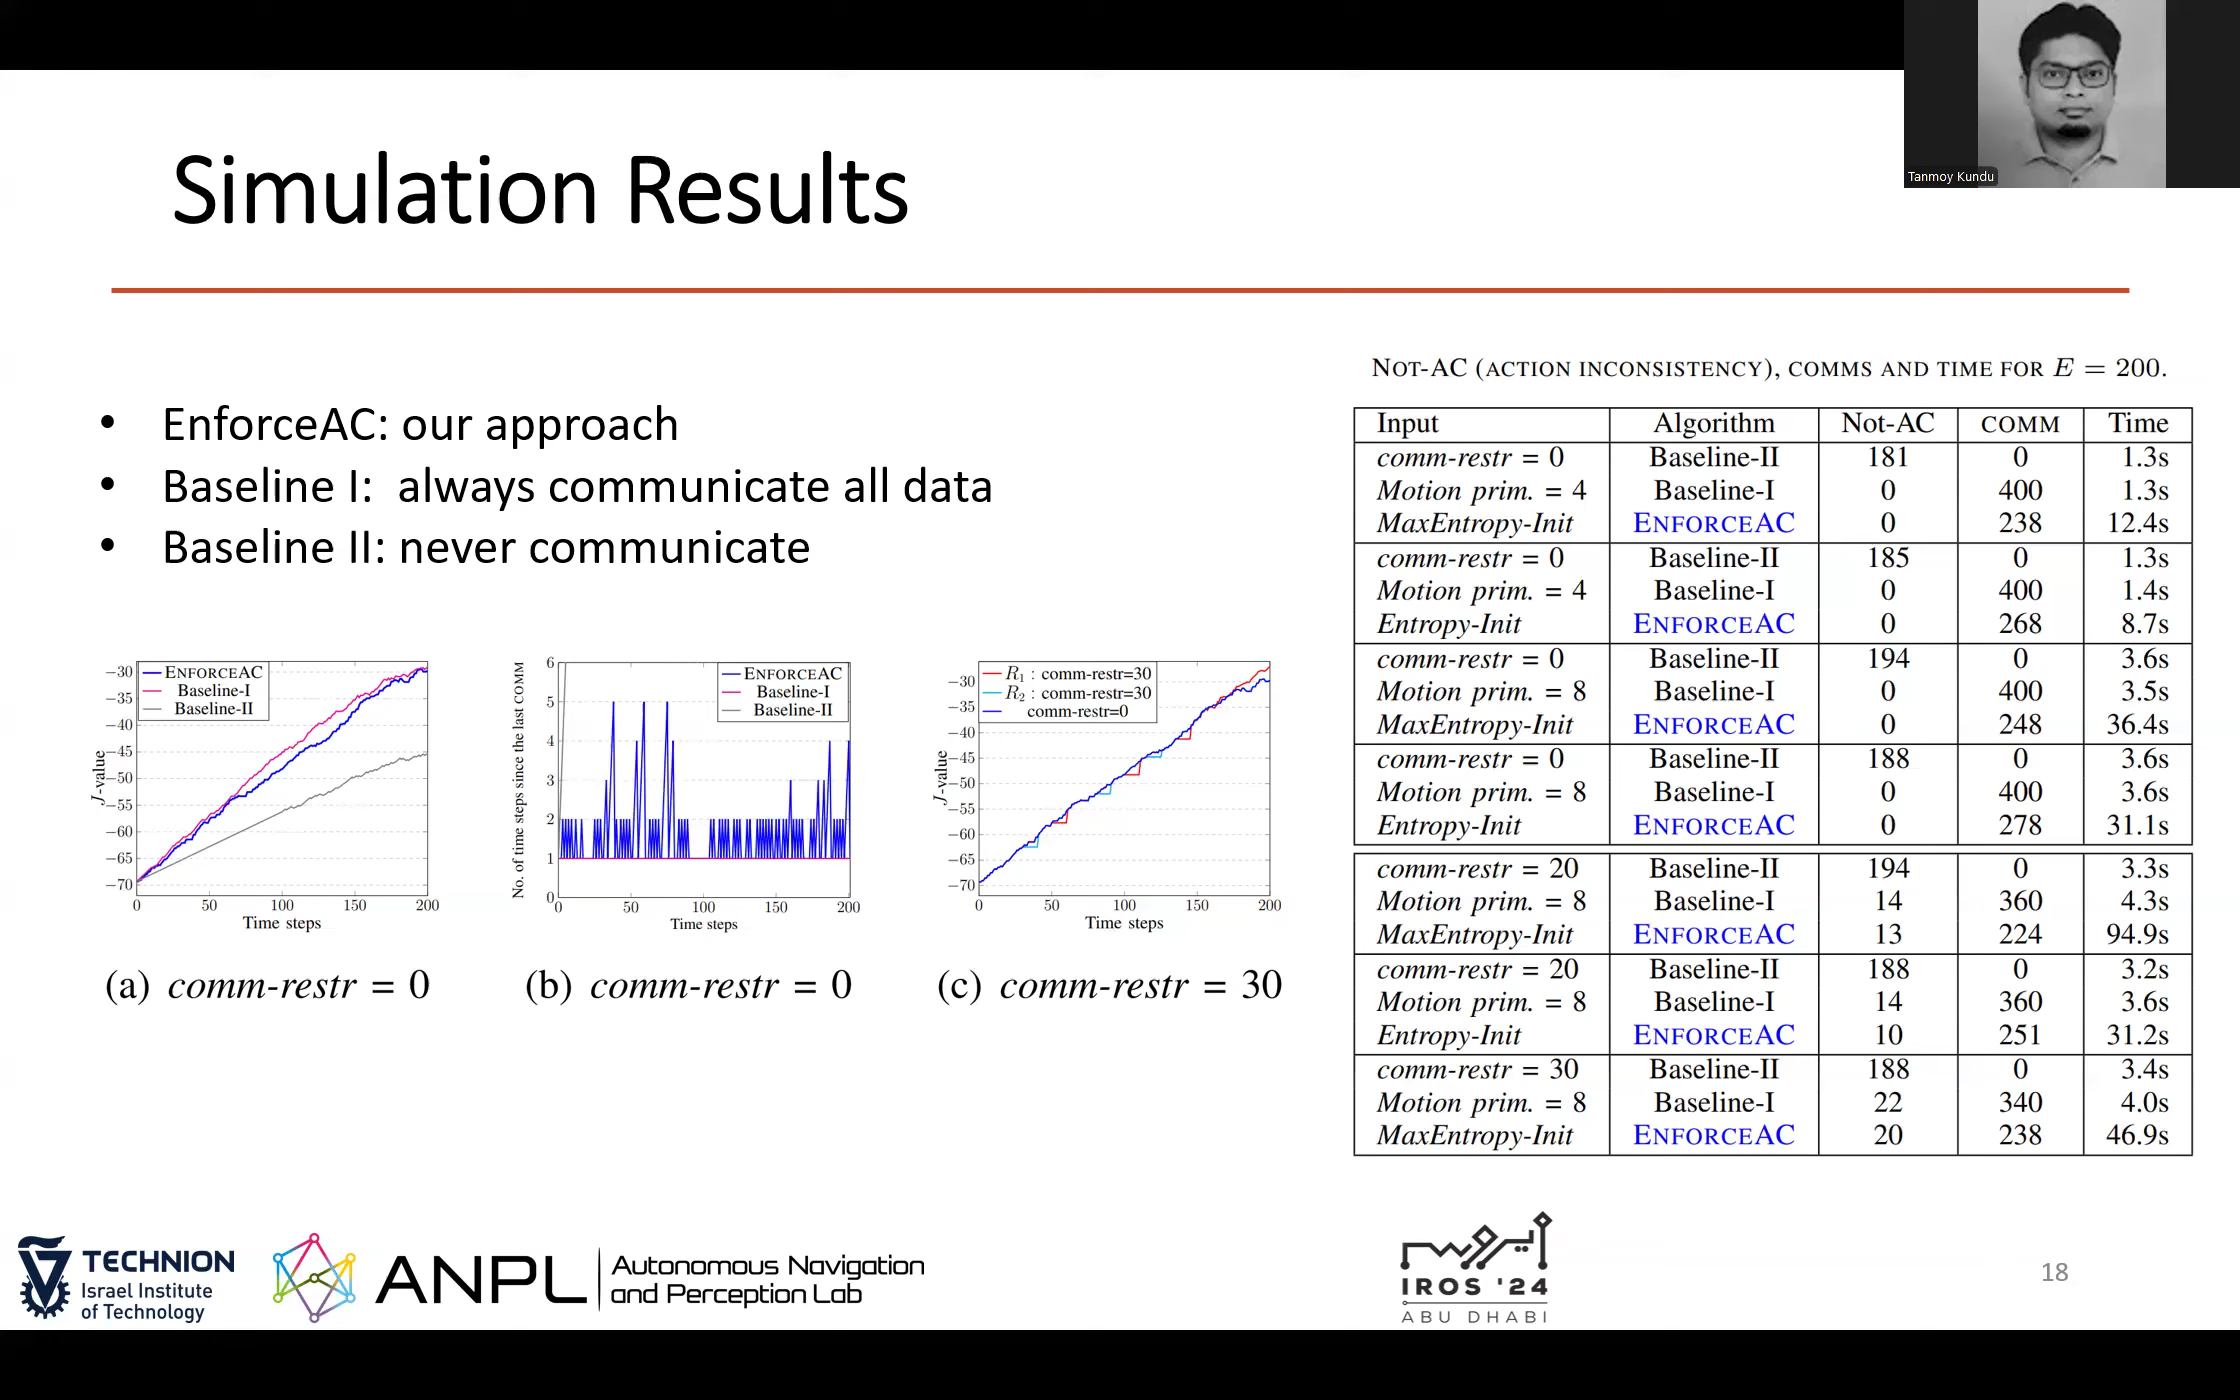 Tanmoy Kundu
Simulation Results
• EnforceAC: our approach
• Baseline I: always communicate all data
• Baseline II: never communicate
ENFORCEAC
Baseline-I
Baseline-II
−30
−35
−40
−45
−50
−55
−60
−65
−70
J-value
0 50 100 150 200
Time steps
(a) comm-restr = 0
ENFORCEAC
Baseline-I
Baseline-II
6
5
4
3
2
1
0
No. of time steps since the last COMM
0 50 100 150 200
Time steps
(b) comm-restr = 0
R1 : comm-restr=30
R2 : comm-restr=30
comm-restr=0
−30
−35
−40
−45
−50
−55
−60
−65
−70
J-value
0 50 100 150 200
Time steps
(c) comm-restr = 30
NOT-AC (ACTION INCONSISTENCY), COMMS AND TIME FOR E = 200.
Input Algorithm Not-AC COMM Time
comm-restr = 0 Baseline-II 181 0 1.3s
Motion prim. = 4 Baseline-I 0 400 1.3s
MaxEntropy-Init ENFORCEAC 0 238 12.4s
comm-restr = 0 Baseline-II 185 0 1.3s
Motion prim. = 4 Baseline-I 0 400 1.4s
Entropy-Init ENFORCEAC 0 268 8.7s
comm-restr = 0 Baseline-II 194 0 3.6s
Motion prim. = 8 Baseline-I 0 400 3.5s
MaxEntropy-Init ENFORCEAC 0 248 36.4s
comm-restr = 0 Baseline-II 188 0 3.6s
Motion prim. = 8 Baseline-I 0 400 3.6s
Entropy-Init ENFORCEAC 0 278 31.1s
comm-restr = 20 Baseline-II 194 0 3.3s
Motion prim. = 8 Baseline-I 14 360 4.3s
MaxEntropy-Init ENFORCEAC 13 224 94.9s
comm-restr = 20 Baseline-II 188 0 3.2s
Motion prim. = 8 Baseline-I 14 360 3.6s
Entropy-Init ENFORCEAC 10 251 31.2s
comm-restr = 30 Baseline-II 188 0 3.4s
Motion prim. = 8 Baseline-I 22 340 4.0s
MaxEntropy-Init ENFORCEAC 20 238 46.9s
TECHNION
Israel Institute
of Technology
ANPL
Autonomous Navigation
and Perception Lab
IROS '24
ABU DHABI
18